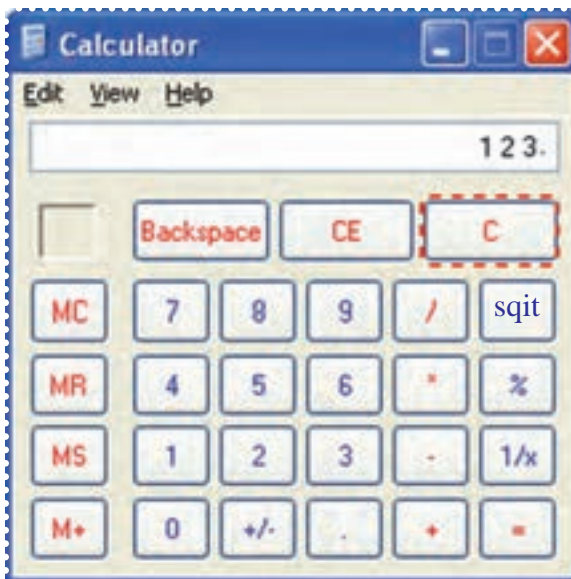 Calculator
Edit View Help
123.
Backspace CE C
MC 7 8 9 / sqit
MR 4 5 6 * %
MS 1 2 3 - 1/x
M+ 0 +/- . + =